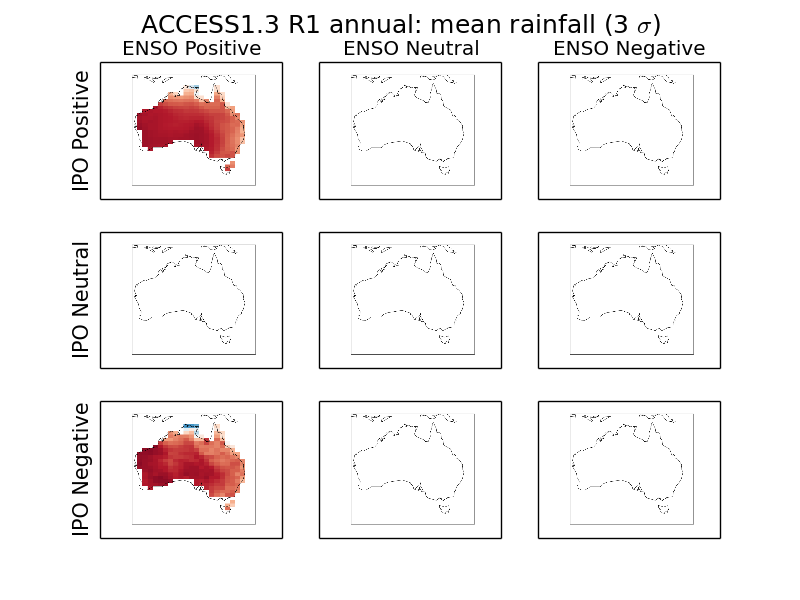 ACCESS1.3 R1 annual: mean rainfall (3 σ)
ENSO Positive ENSO Neutral ENSO Negative
IPO Positive
IPO Neutral
IPO Negative